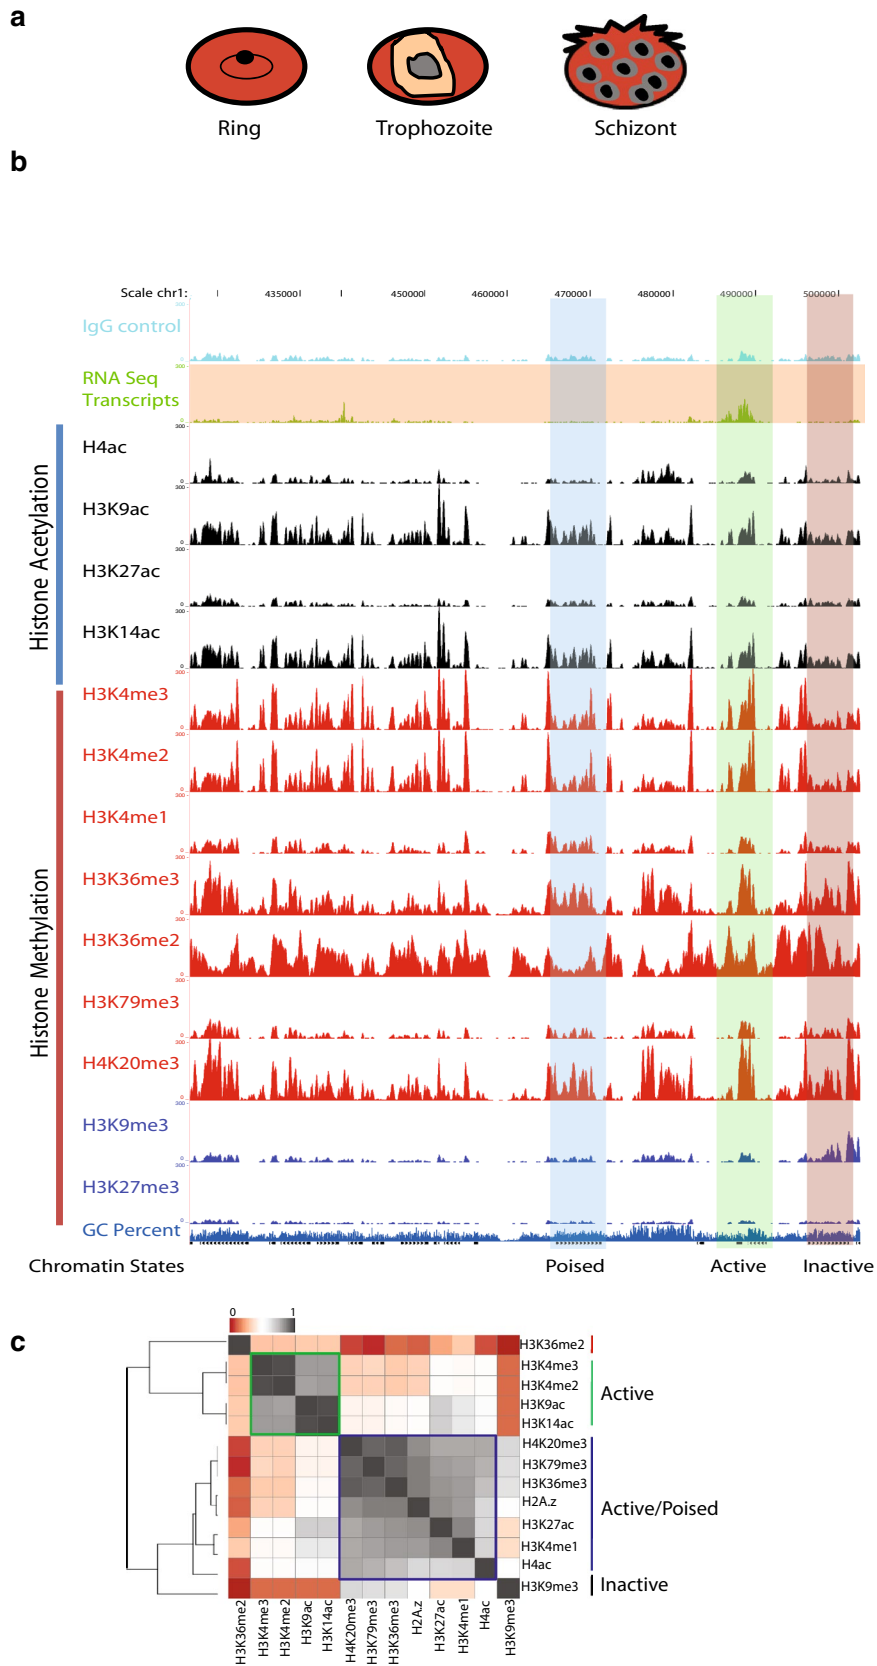 a
Ring
Trophozoite
Schizont
b
Scale chr1:
435000
450000
460000
470000
480000
490000
500000
IgG control
RNA Seq
Transcripts
H4ac
H3K9ac
H3K27ac
H3K14ac
H3K4me3
H3K4me2
H3K4me1
H3K36me3
H3K36me2
H3K79me3
H4K20me3
H3K9me3
H3K27me3
GC Percent
Histone Acetylation
Histone Methylation
Chromatin States
Poised
Active
Inactive
c
0 1
H3K36me2
H3K4me3
H3K4me2
H3K9ac
H3K14ac
H4K20me3
H3K79me3
H3K36me3
H2A.z
H3K27ac
H3K4me1
H4ac
H3K9me3
Active
Active/Poised
Inactive
H3K36me2
H3K4me3
H3K4me2
H3K9ac
H3K14ac
H4K20me3
H3K79me3
H3K36me3
H2A.z
H3K27ac
H3K4me1
H4ac
H3K9me3